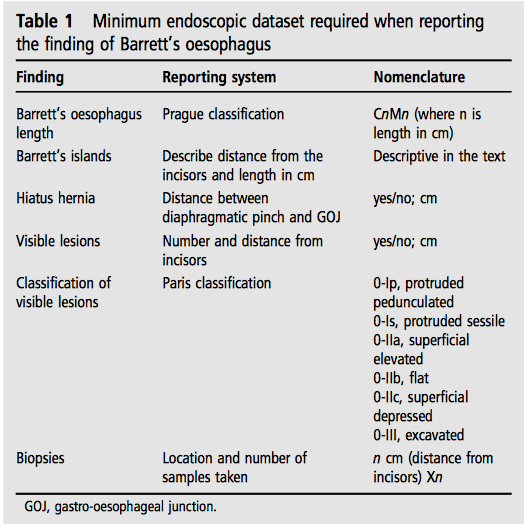 Table 1 Minimum endoscopic dataset required when reporting
the finding of Barrett's oesophagus
Finding Reporting system Nomenclature
Barrett's oesophagus Prague classification CnMn (where n is
length length in cm)
Barrett's islands Describe distance from the Descriptive in the text
incisors and length in cm
Hiatus hernia Distance between yes/no; cm
diaphragmatic pinch and GOJ
Visible lesions Number and distance from yes/no; cm
incisors
Classification of Paris classification 0-Ip, protruded
visible lesions pedunculated
0-Is, protruded sessile
0-IIa, superficial
elevated
0-IIb, flat
0-IIc, superficial
depressed
0-III, excavated
Biopsies Location and number of n cm (distance from
samples taken incisors) Xn
GOJ, gastro-oesophageal junction.